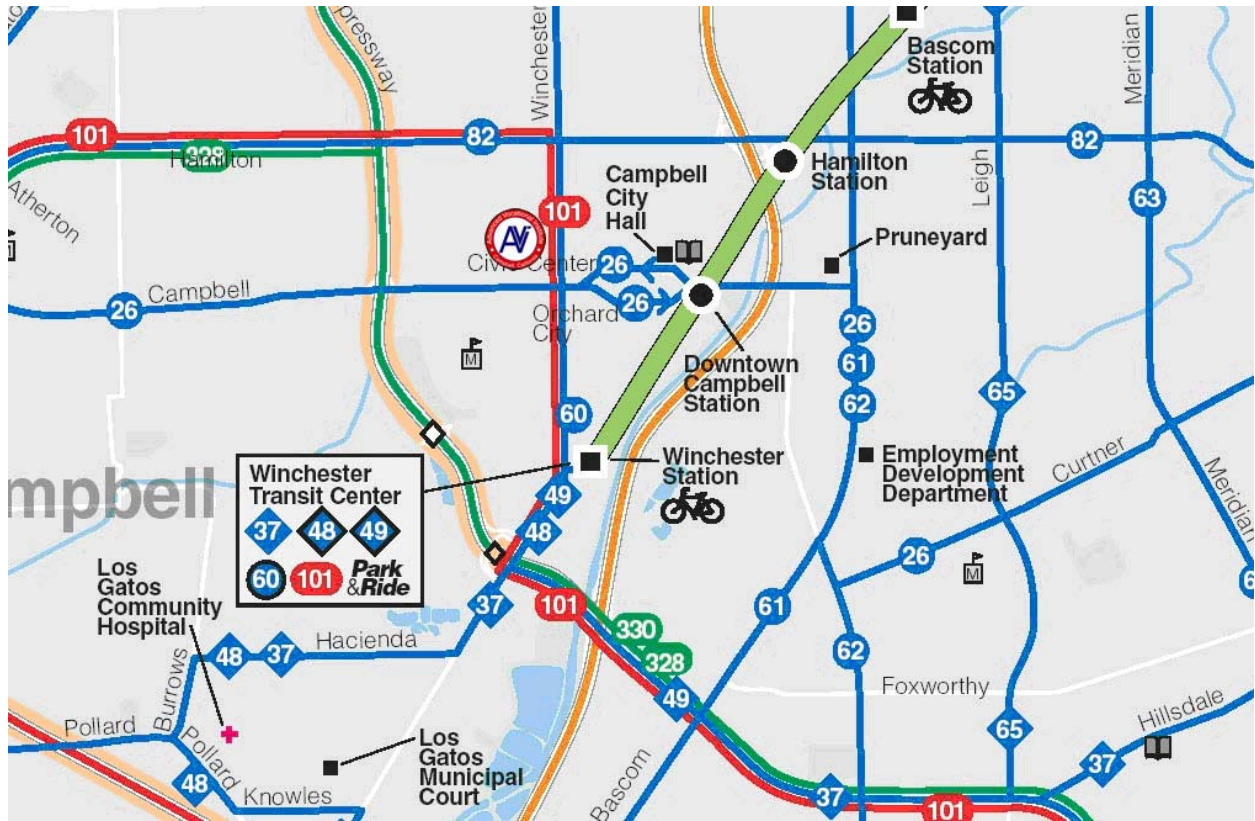 Expressway
Winchester
Bascom
Station
Meridian
101
328
Hamilton
82
82
Hamilton
Station
Leigh
63
Atherton
Campbell
City
Hall
101
AVI
Pruneyard
Civic Center
26
26
Campbell
26
Orchard
City
26
61
62
Downtown
Campbell
Station
M
65
60
Winchester
Station
Employment
Development
Department
Curtner
Meridian
mpbell
Winchester
Transit Center
37
48
49
60
101
Park
&Ride
49
48
26
M
Los
Gatos
Community
Hospital
37
101
61
6
330
328
62
Hacienda
48
37
Burrows
49
Foxworthy
Pollard
Pollard
48
Knowles
Los
Gatos
Municipal
Court
Bascom
65
Hillsdale
37
37
101